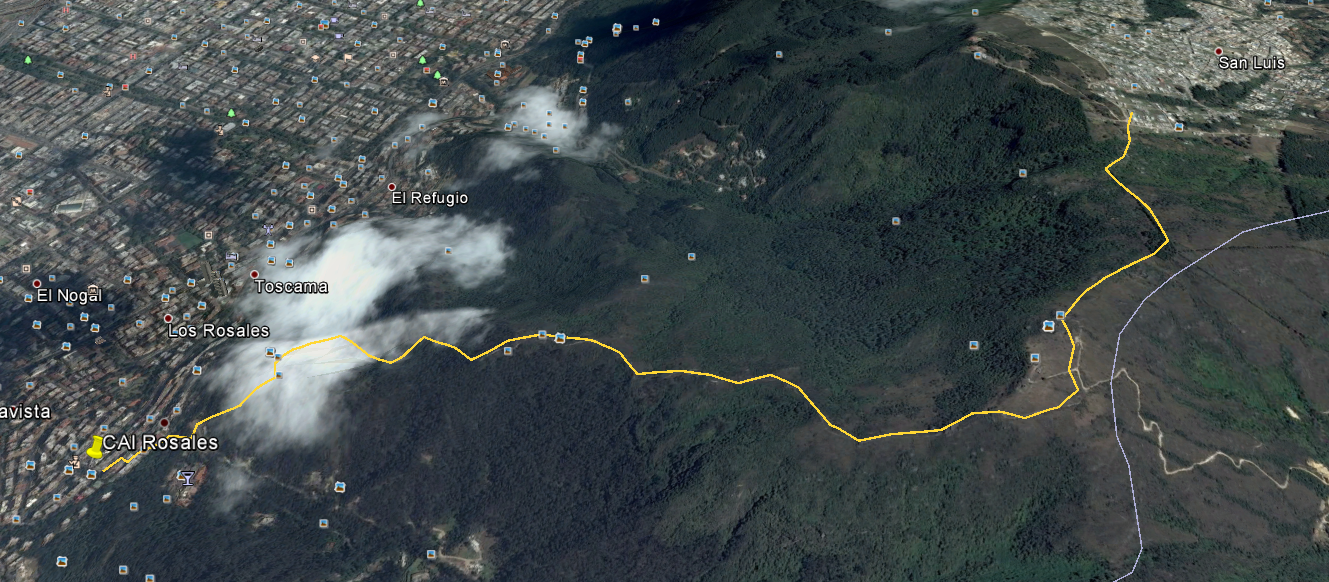 San Luis
El Refugio
Toscama
El Nogal
Los Rosales
avista
CAI Rosales